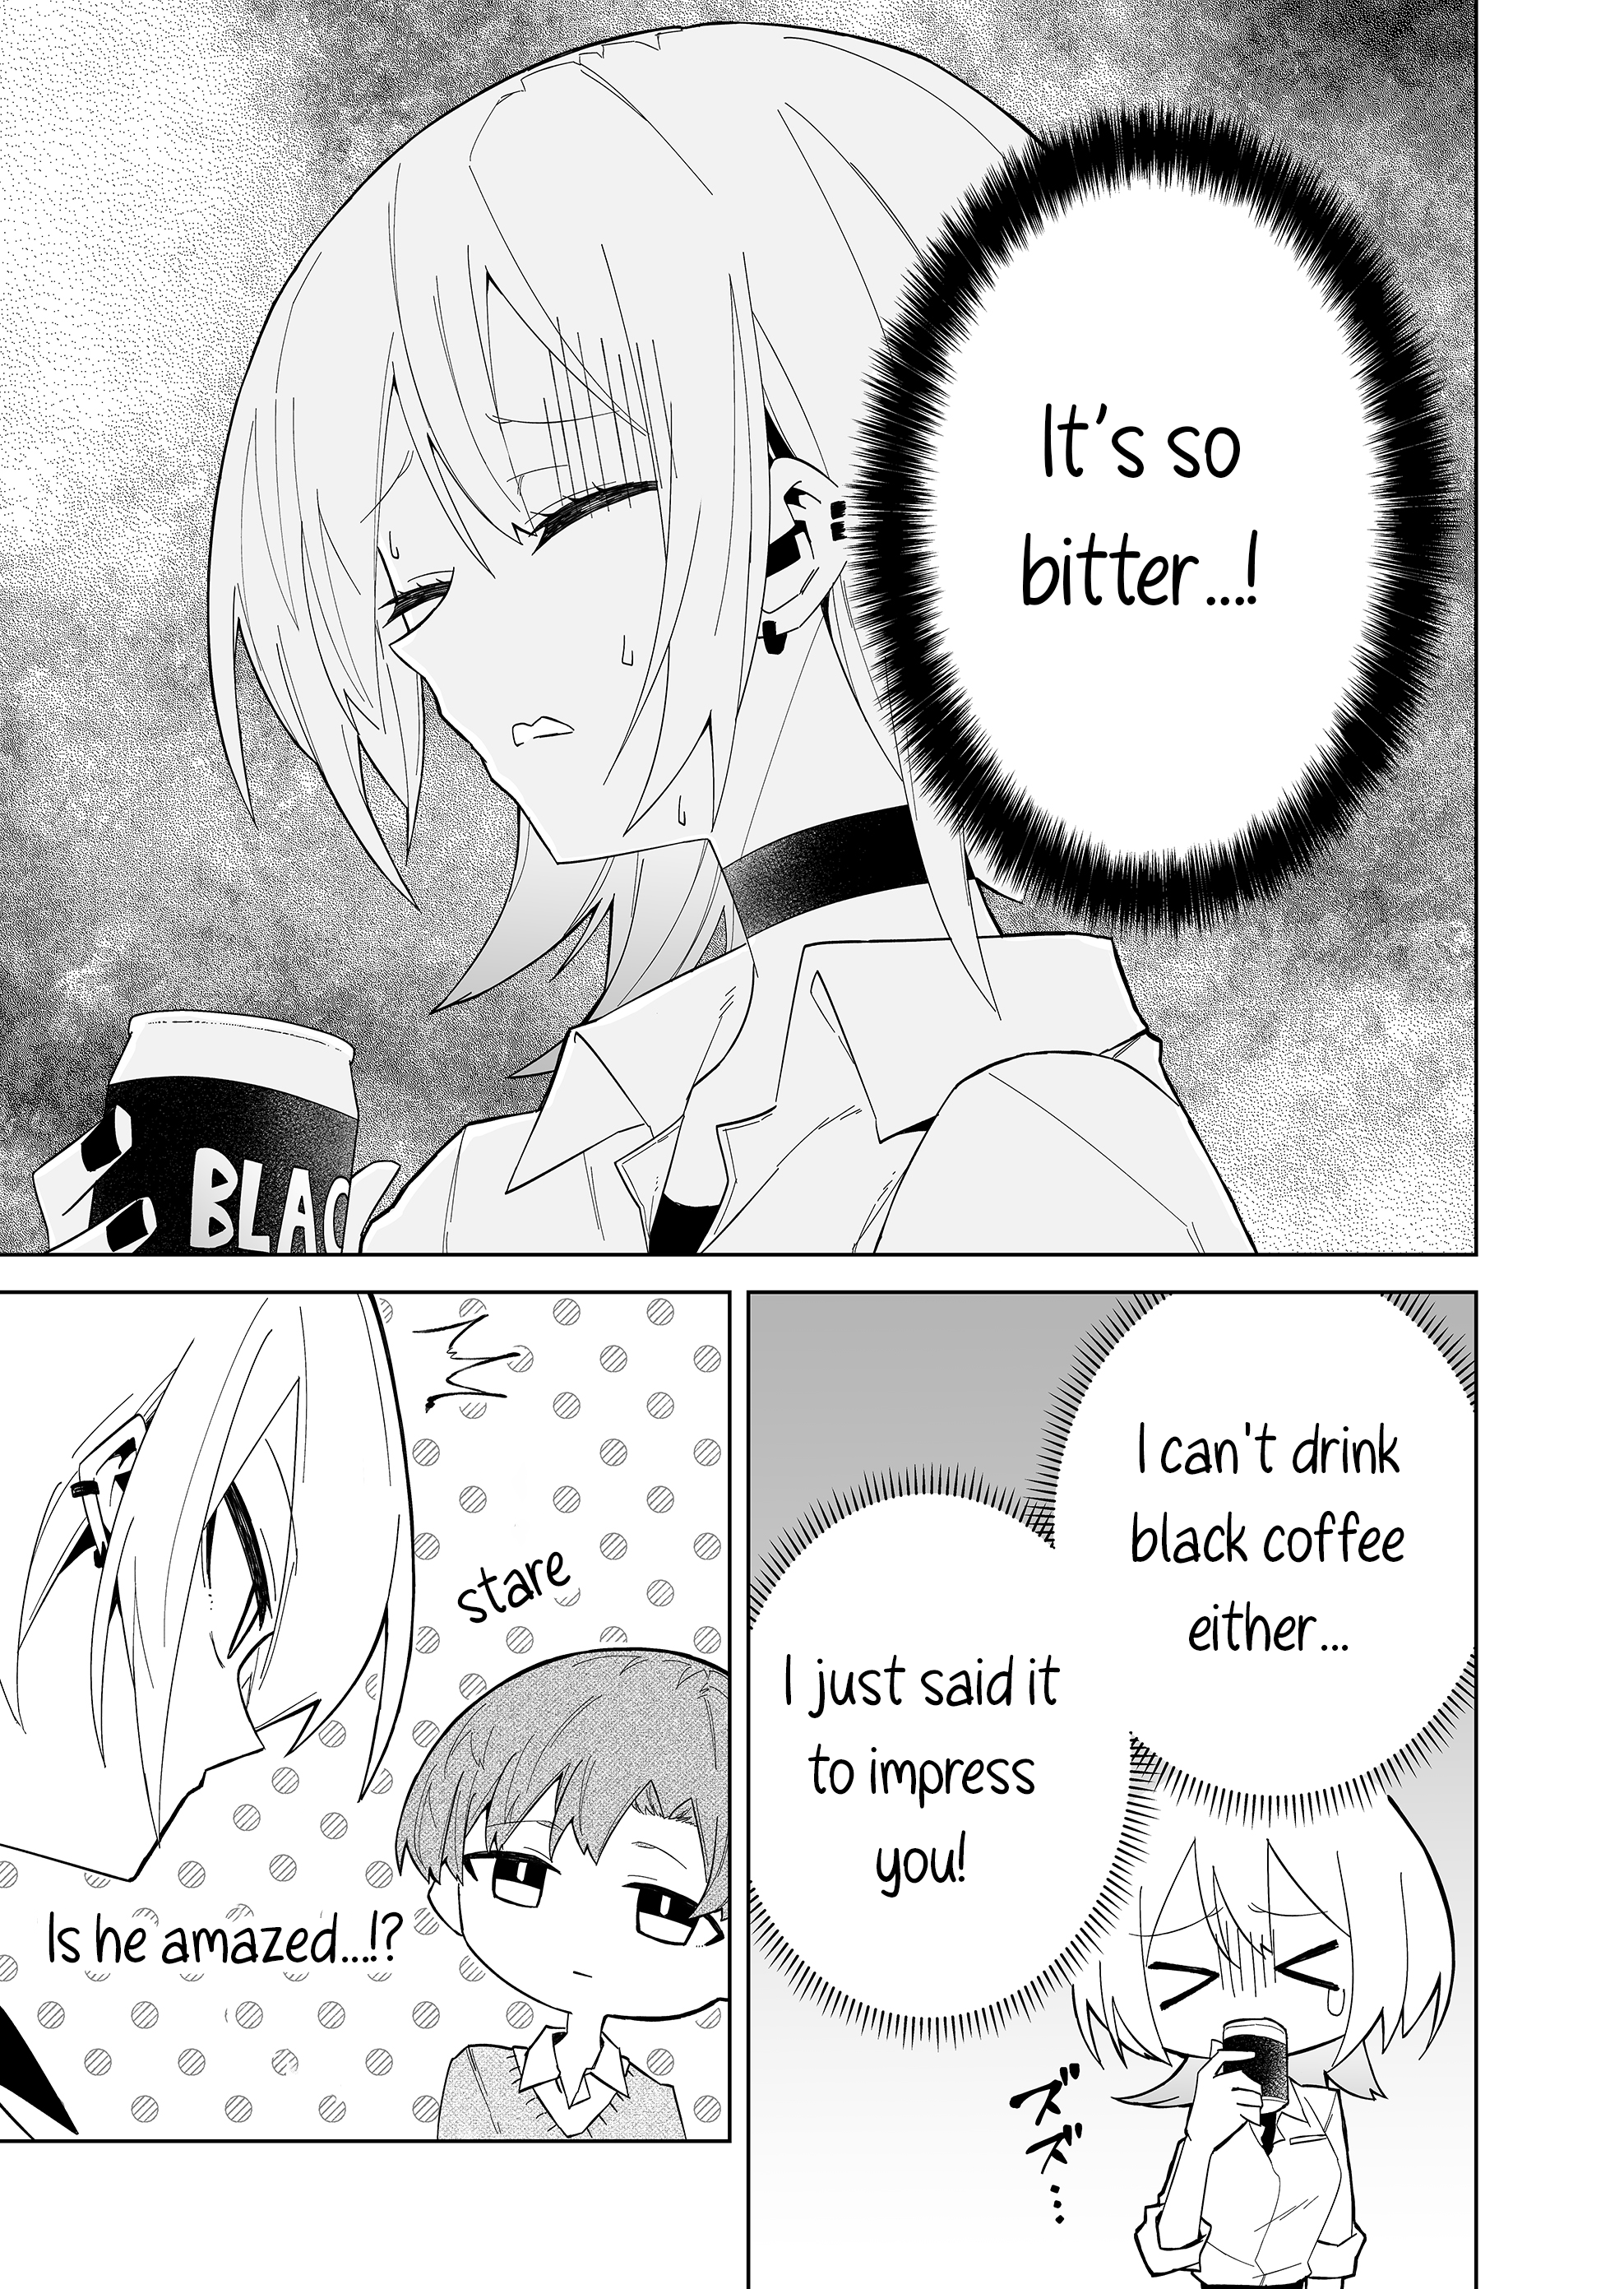 It's so
bitter...!
BLAC
I can't drink
black coffee
either...
I just said it
to impress
you!
ズ
ズ...
stare
Is he amazed...!?